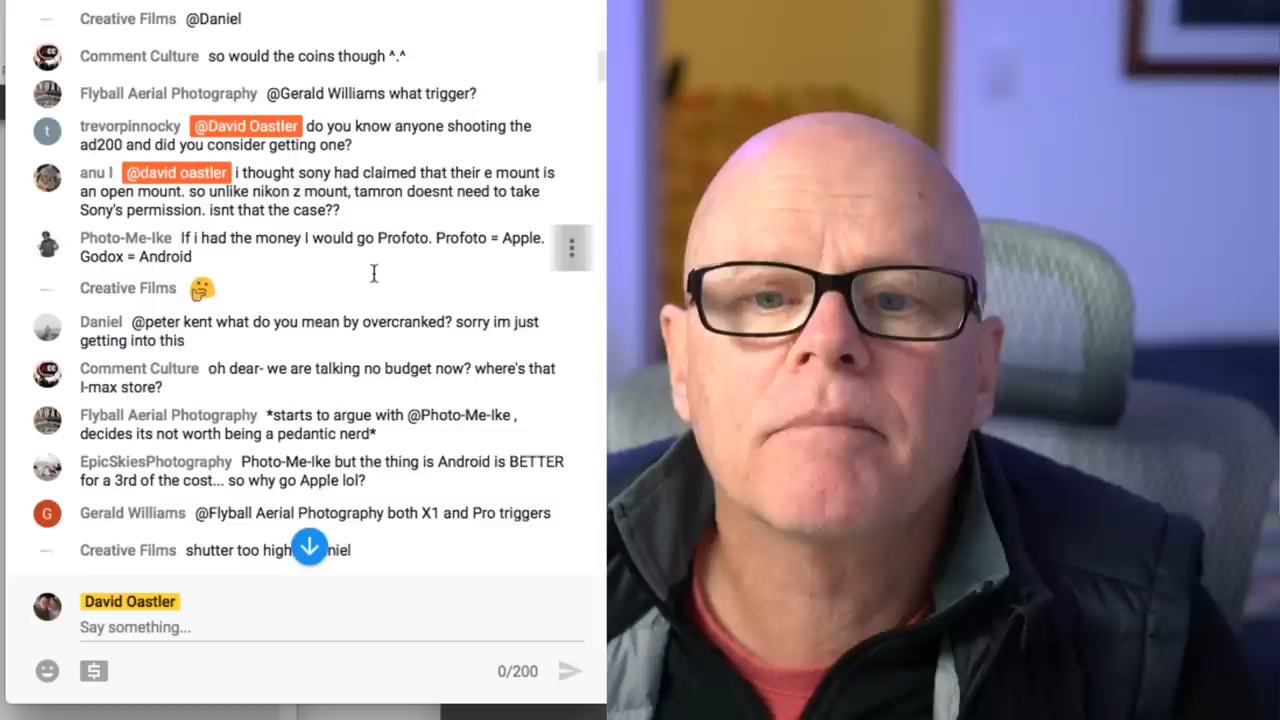 Creative Films @Daniel
Comment Culture so would the coins though ^.^
Flyball Aerial Photography @Gerald Williams what trigger?
trevorpinnocky @David Oastler do you know anyone shooting the
ad200 and did you consider getting one?
anu l @david oastler i thought sony had claimed that their e mount is
an open mount. so unlike nikon z mount, tamron doesnt need to take
Sony's permission. isnt that the case??
Photo-Me-Ike If i had the money I would go Profoto. Profoto = Apple.
Godox = Android
Creative Films 🤔
Daniel @peter kent what do you mean by overcranked? sorry im just
getting into this
Comment Culture oh dear- we are talking no budget now? where's that
I-max store?
Flyball Aerial Photography *starts to argue with @Photo-Me-Ike ,
decides its not worth being a pedantic nerd*
EpicSkiesPhotography Photo-Me-Ike but the thing is Android is BETTER
for a 3rd of the cost... so why go Apple lol?
G Gerald Williams @Flyball Aerial Photography both X1 and Pro triggers
Creative Films shutter too high niel
David Oastler
Say something...
0/200